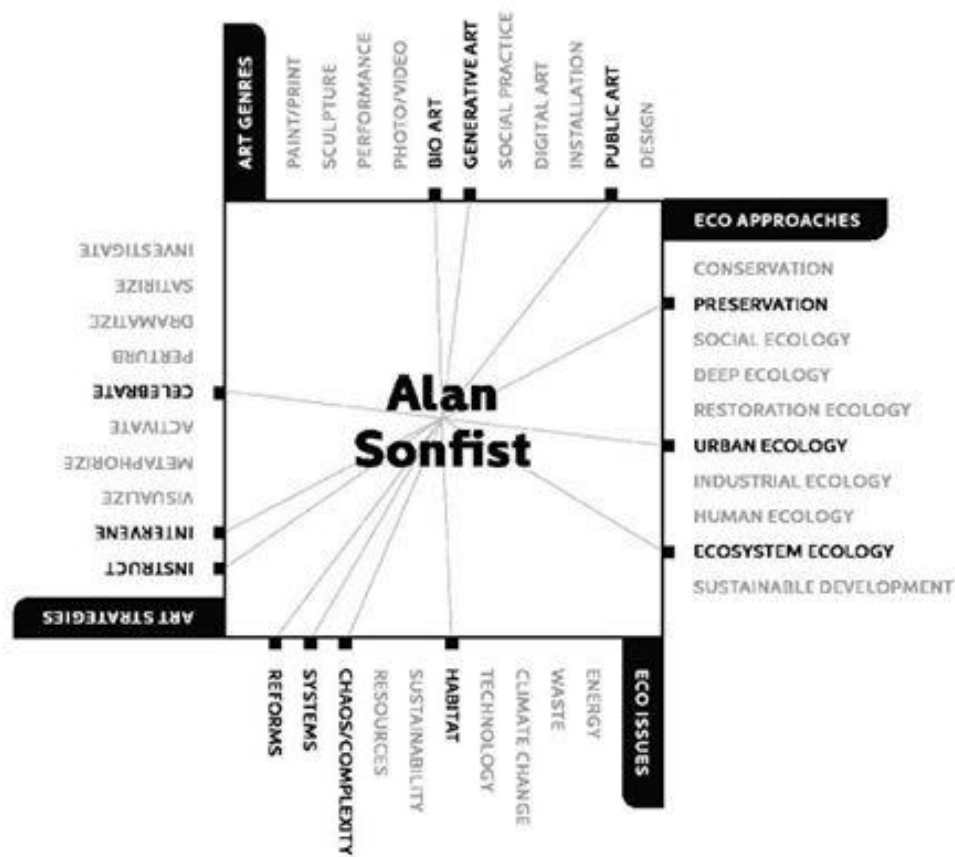 ART GENRES
PAINT/PRINT
SCULPTURE
PERFORMANCE
PHOTO/VIDEO
BIO ART
GENERATIVE ART
SOCIAL PRACTICE
DIGITAL ART
INSTALLATION
PUBLIC ART
DESIGN
ECO APPROACHES
CONSERVATION
PRESERVATION
SOCIAL ECOLOGY
DEEP ECOLOGY
RESTORATION ECOLOGY
URBAN ECOLOGY
INDUSTRIAL ECOLOGY
HUMAN ECOLOGY
ECOSYSTEM ECOLOGY
SUSTAINABLE DEVELOPMENT
ECO ISSUES
ENERGY
WASTE
CLIMATE CHANGE
TECHNOLOGY
HABITAT
SUSTAINABILITY
RESOURCES
CHAOS/COMPLEXITY
SYSTEMS
REFORMS
ART STRATEGIES
INSTRUCT
INTERVENE
VISUALIZE
METAPHORIZE
ACTIVATE
CELEBRATE
PERTURB
DRAMATIZE
SATIRIZE
INVESTIGATE
Alan
Sonfist